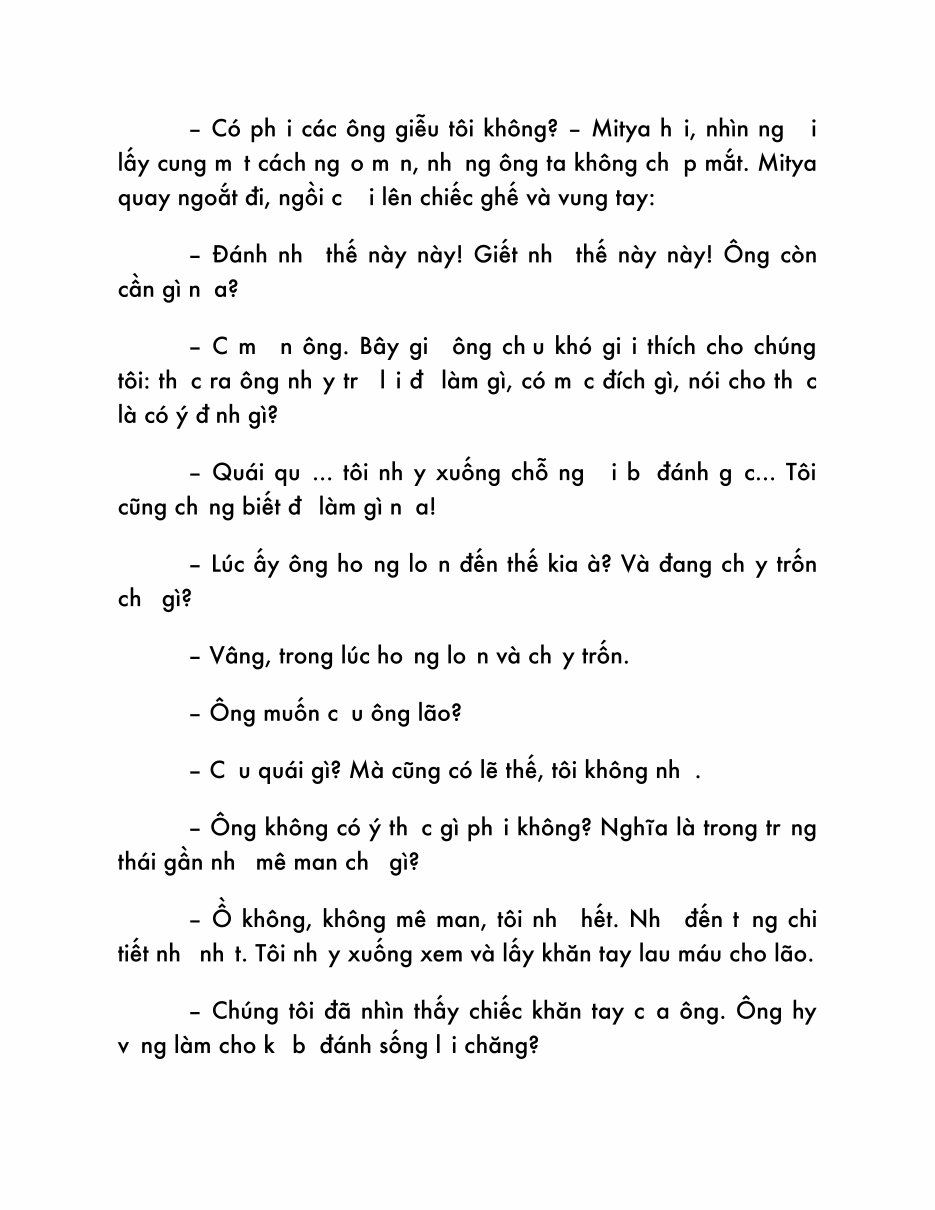 – Có ph i các ông giễu tôi không? – Mitya h i, nhìn ng  i
lấy cung m t cách ng o m n, nh ng ông ta không ch p mắt. Mitya
quay ngoắt đi, ngồi c  i lên chiếc ghế và vung tay:
– Đánh nh  thế này này! Giết nh  thế này này! Ông còn
cần gì n a?
– C m  n ông. Bây gi  ông ch u khó gi i thích cho chúng
tôi: th c ra ông nh y tr  l i đ  làm gì, có m c đích gì, nói cho th c
là có ý đ nh gì?
– Quái qu ... tôi nh y xuống chỗ ng  i b  đánh g c... Tôi
cũng ch ng biết đ  làm gì n a!
– Lúc ấy ông ho ng lo n đến thế kia à? Và đang ch y trốn
ch  gì?
– Vâng, trong lúc ho ng lo n và ch y trốn.
– Ông muốn c u ông lão?
– C u quái gì? Mà cũng có lẽ thế, tôi không nh .
– Ông không có ý th c gì ph i không? Nghĩa là trong tr ng
thái gần nh  mê man ch  gì?
– Ồ không, không mê man, tôi nh  hết. Nh  đến t ng chi
tiết nh  nh t. Tôi nh y xuống xem và lấy khăn tay lau máu cho lão.
– Chúng tôi đã nhìn thấy chiếc khăn tay c a ông. Ông hy
v ng làm cho k  b  đánh sống l i chăng?